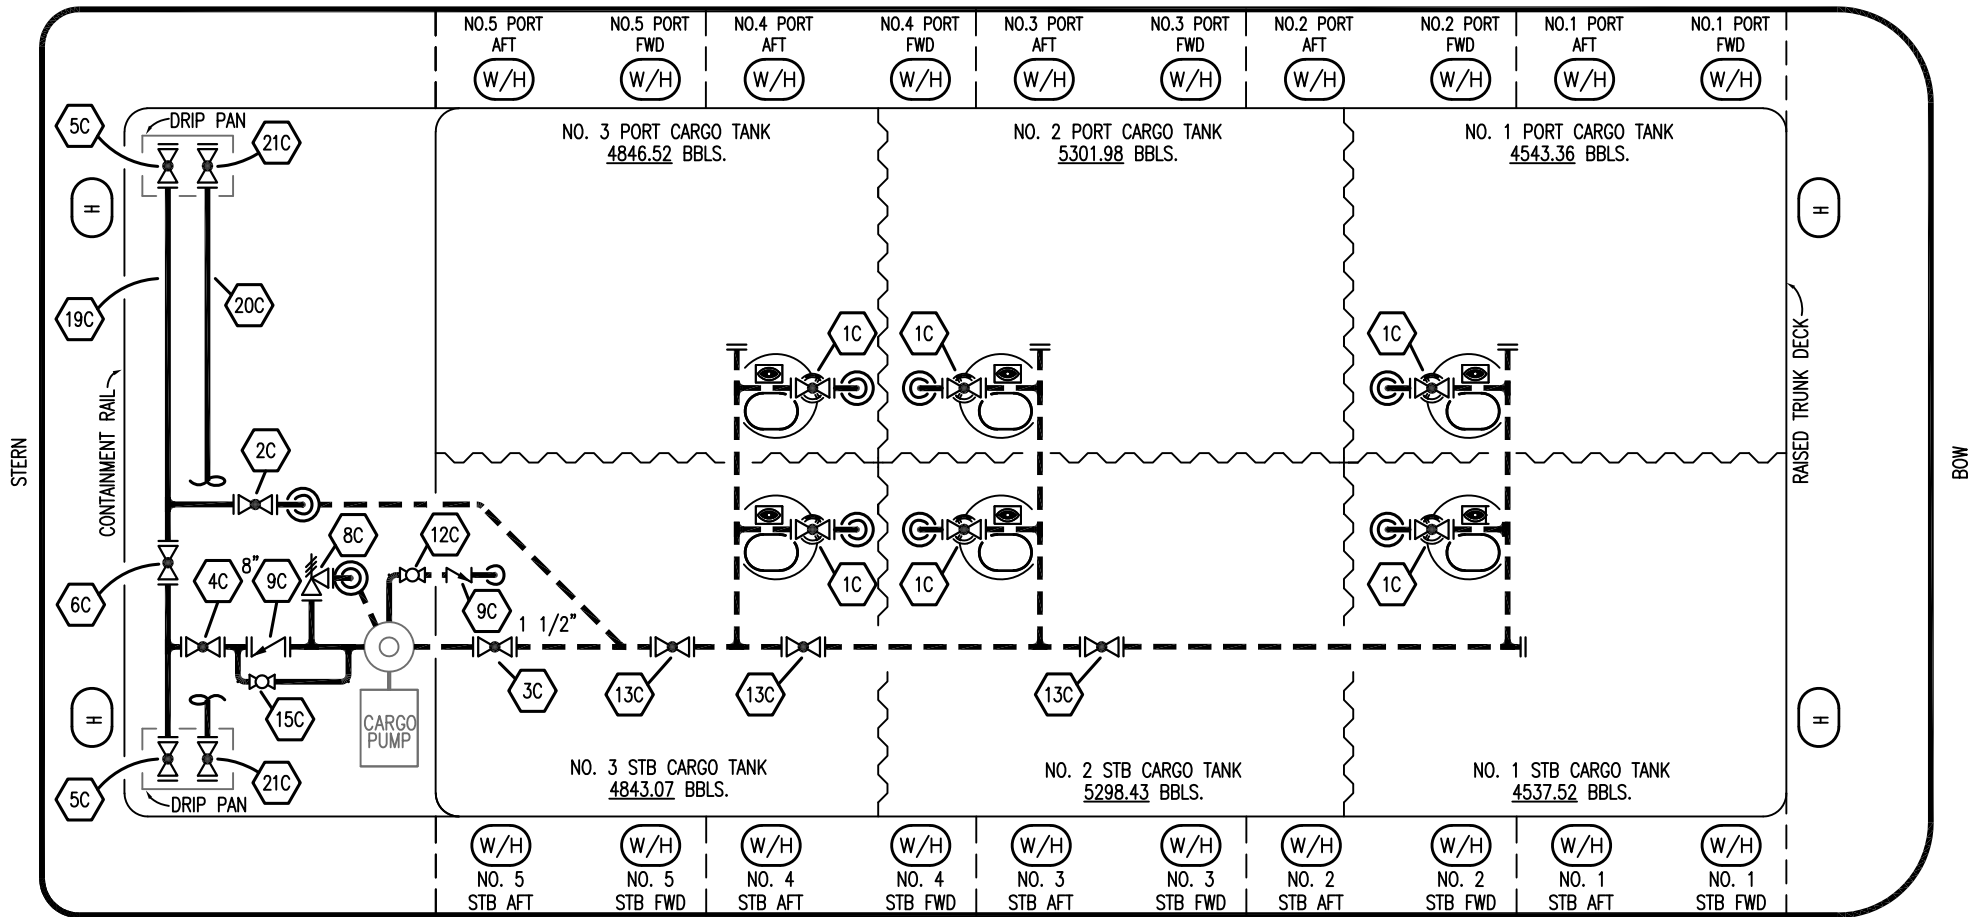 NO.5 PORT AFT
NO.5 PORT FWD
NO.4 PORT AFT
NO.4 PORT FWD
NO.3 PORT AFT
NO.3 PORT FWD
NO.2 PORT AFT
NO.2 PORT FWD
NO.1 PORT AFT
NO.1 PORT FWD
W/H
W/H
W/H
W/H
W/H
W/H
W/H
W/H
W/H
W/H
5C
DRIP PAN
21C
NO. 3 PORT CARGO TANK
4846.52 BBLS.
NO. 2 PORT CARGO TANK
5301.98 BBLS.
NO. 1 PORT CARGO TANK
4543.36 BBLS.
H
H
19C
20C
1C
1C
1C
CONTAINMENT RAIL
RAISED TRUNK DECK
STERN
BOW
2C
8C
12C
6C
4C
8"
9C
9C
1 1/2"
1C
1C
1C
15C
3C
13C
13C
13C
H
H
CARGO
PUMP
5C
21C
DRIP PAN
NO. 3 STB CARGO TANK
4843.07 BBLS.
NO. 2 STB CARGO TANK
5298.43 BBLS.
NO. 1 STB CARGO TANK
4537.52 BBLS.
W/H
W/H
W/H
W/H
W/H
W/H
W/H
W/H
W/H
W/H
NO. 5
STB AFT
NO. 5
STB FWD
NO. 4
STB AFT
NO. 4
STB FWD
NO. 3
STB AFT
NO. 3
STB FWD
NO. 2
STB AFT
NO. 2
STB FWD
NO. 1
STB AFT
NO. 1
STB FWD